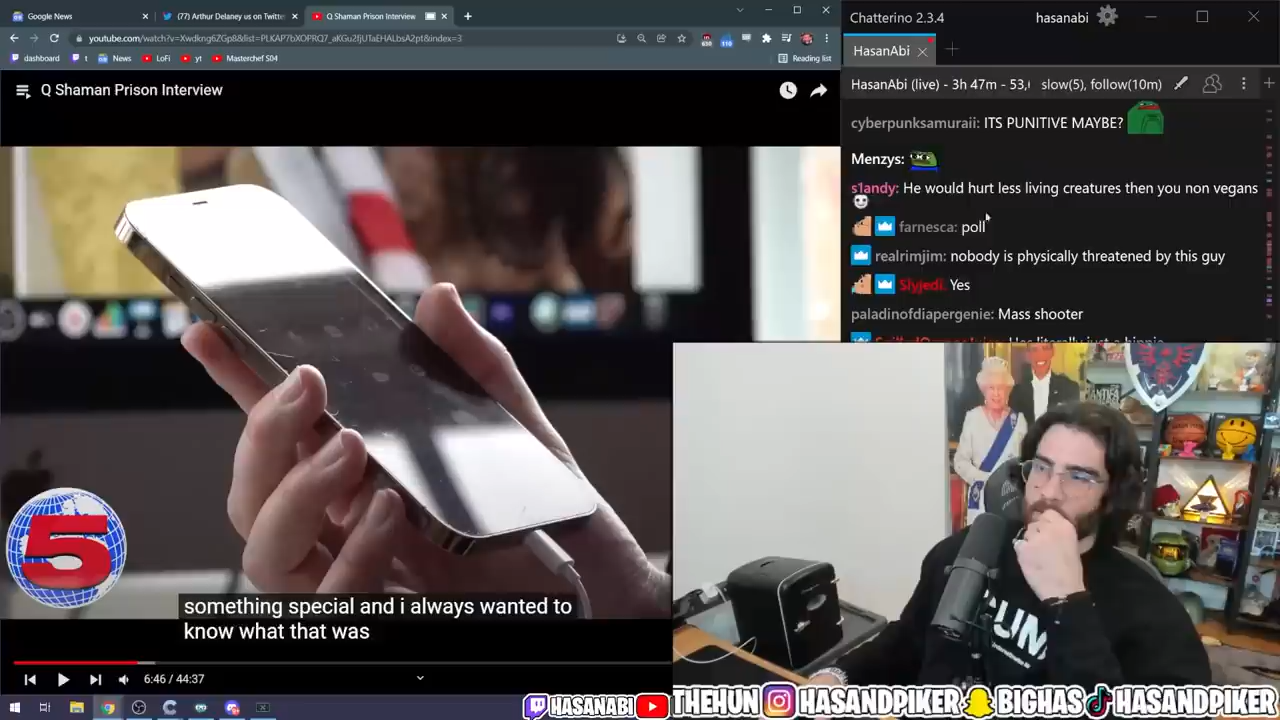 Google News
(77) Arthur Delaney us on Twitte
Q Shaman Prison Interview
youtube.com/watch?v=Xwdkng6ZGp8&list=PLKAP7bXOPRQ7_aKGu2fjUTaEHALbsA2pt&index=3
dashboard
t
News
LoFi
yt
Masterchef S04
Reading list
Q Shaman Prison Interview
5
something special and i always wanted to
know what that was
6:46 / 44:37
Chatterino 2.3.4
hasanabi
HasanAbi
HasanAbi (live) - 3h 47m - 53,
slow(5), follow(10m)
cyberpunksamuraii: ITS PUNITIVE MAYBE?
Menzys:
s1andy: He would hurt less living creatures then you non vegans
farnesca: poll
realrimjim: nobody is physically threatened by this guy
Slyjedi: Yes
paladinofdiapergenie: Mass shooter
HASANABI
THEHUN
HASANDPIKER
BIGHAS
HASANDPIKER